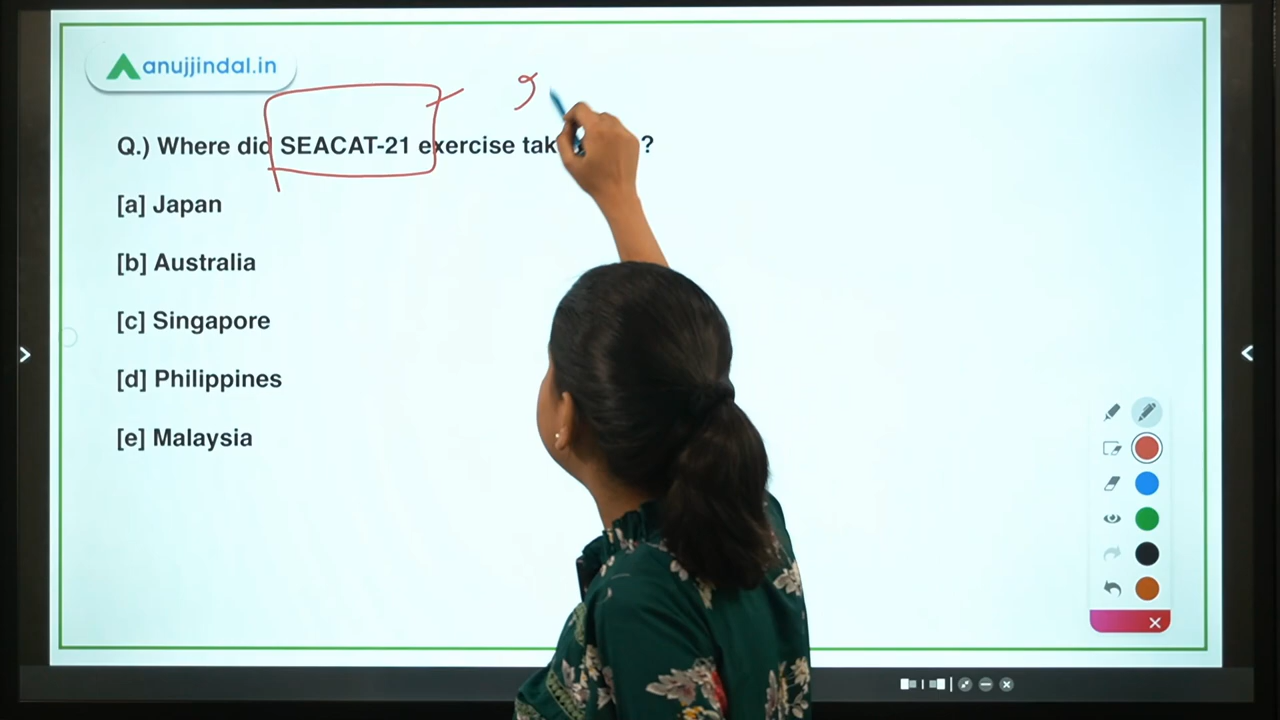 anujjindal.in
Q.) Where did SEACAT-21 exercise tak ?
[a] Japan
[b] Australia
[c] Singapore
[d] Philippines
[e] Malaysia